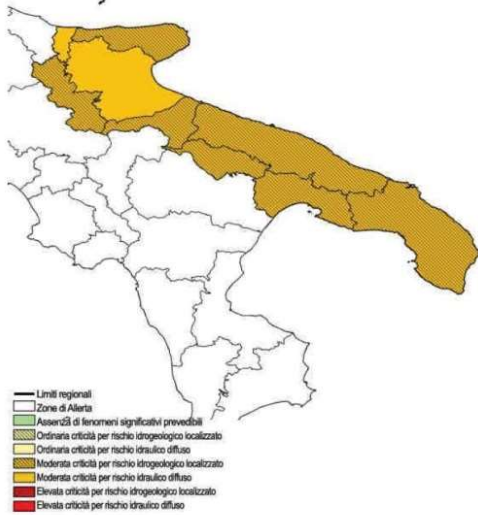 Limiti regionali
Zone di Allerta
Assenza di fenomeni significativi prevedibili
Ordinaria criticità per rischio idrogeologico localizzato
Ordinaria criticità per rischio idraulico diffuso
Moderata criticità per rischio idrogeologico localizzato
Moderata criticità per rischio idraulico diffuso
Elevata criticità per rischio idrogeologico localizzato
Elevata criticità per rischio idraulico diffuso